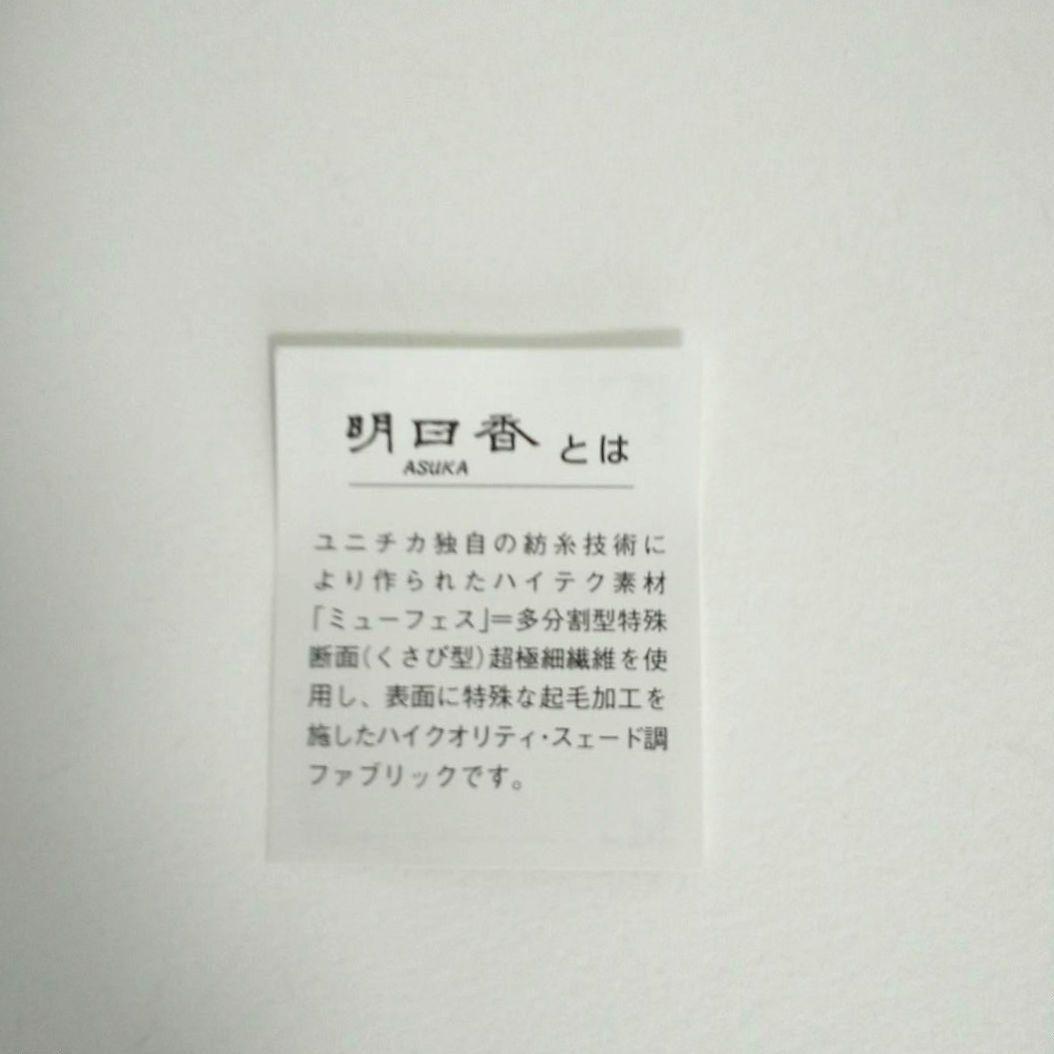 明日香とは
ASUKA
ユニチカ独自の紡糸技術に
より作られたハイテク素材
「ミューフェス」＝多分割型特殊
断面(くさび型)超極細繊維を使
用し、表面に特殊な起毛加工を
施したハイクオリティ・スェード調
ファブリックです。